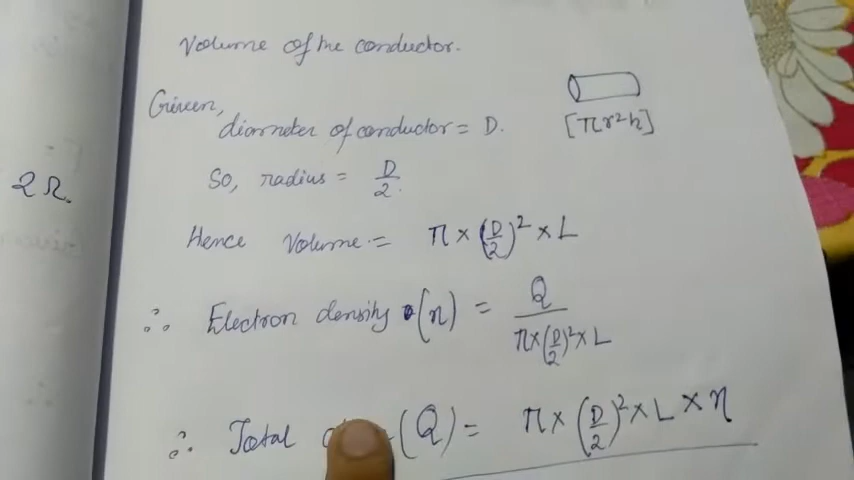 Volume of the conductor.
Given,
diameter of conductor = D.
[πr²h]
2Ω.
So, radius = D/2.
Hence Volume = π × (D/2)² × L
∴ Electron density (n) = Q / π×(D/2)²×L
∴ Total (Q) = π × (D/2)² × L × n